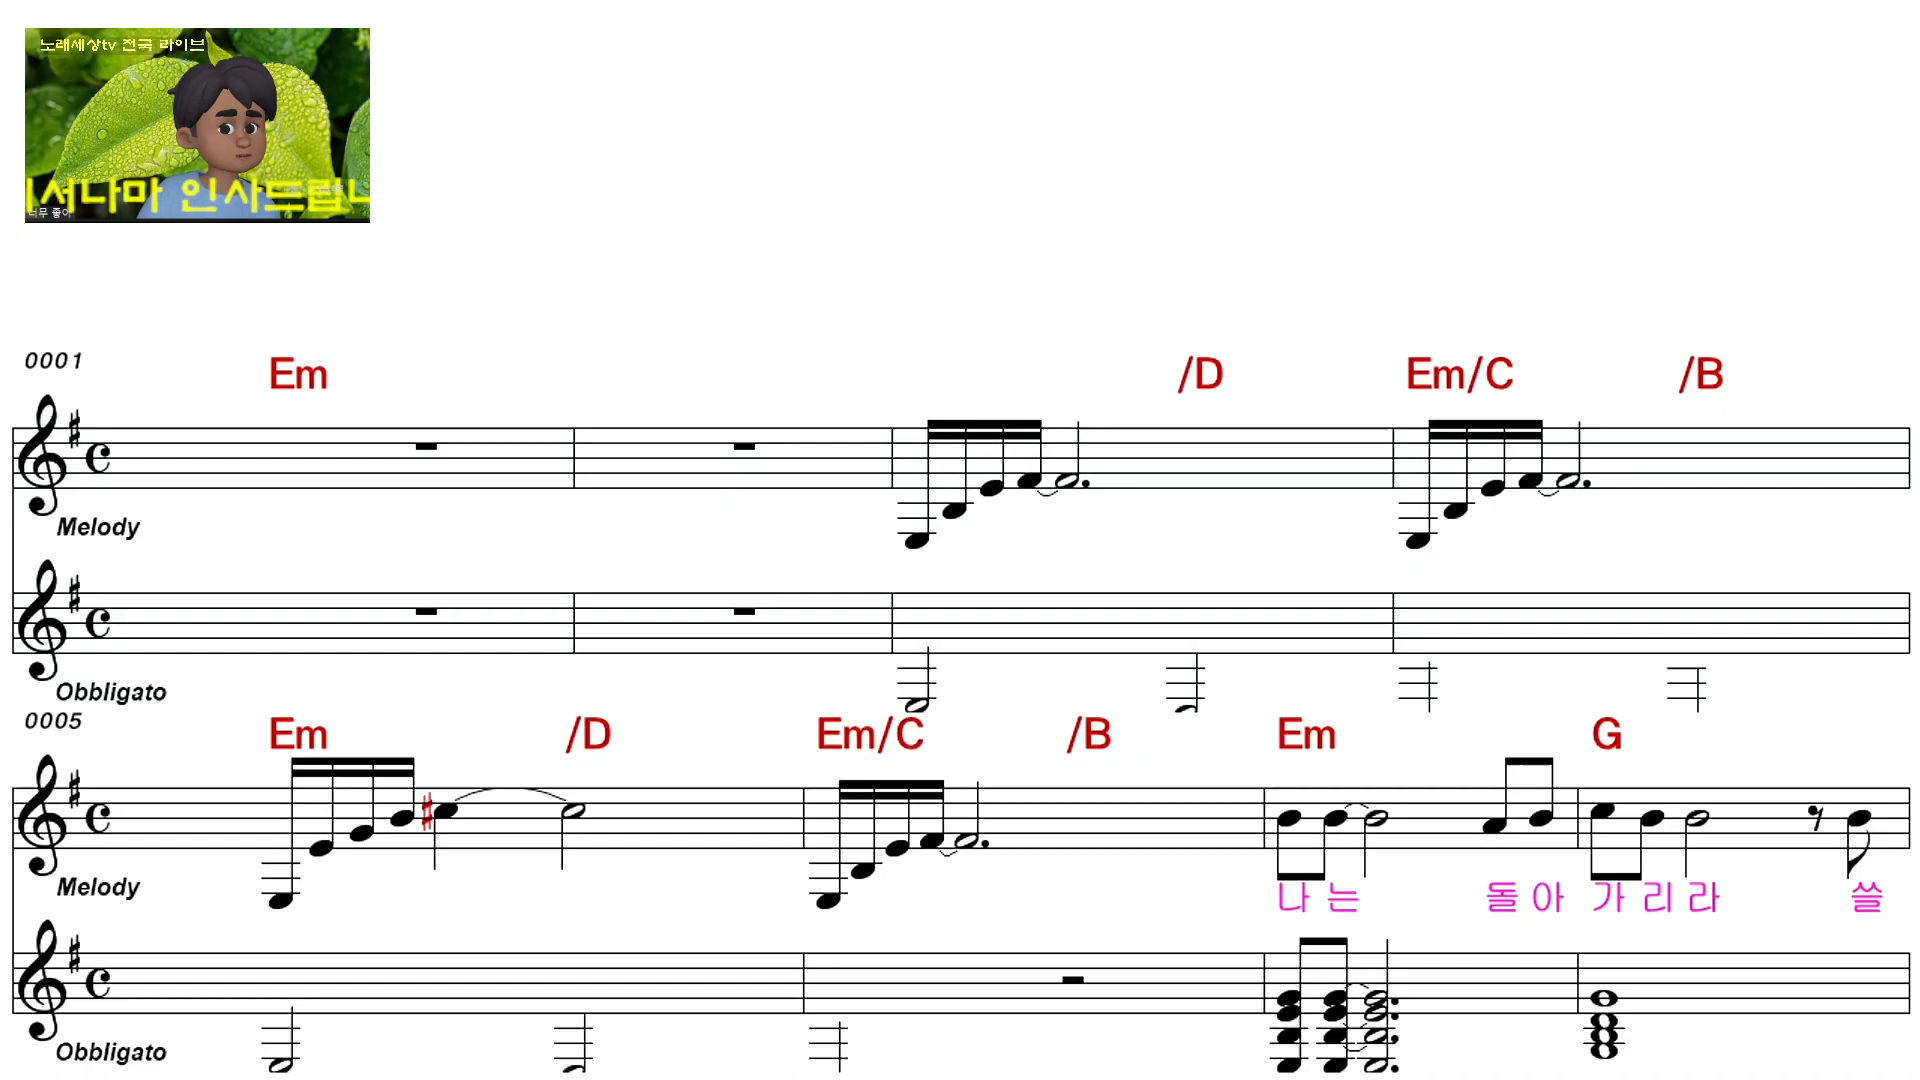 노래세상tv 전국 라이브
서나마 인사드립니
너무 좋아
0001
Em /D Em/C /B
Melody
Obbligato
0005
Em /D Em/C /B Em G
Melody
나 는 돌 아 가 리 라 쓸
Obbligato